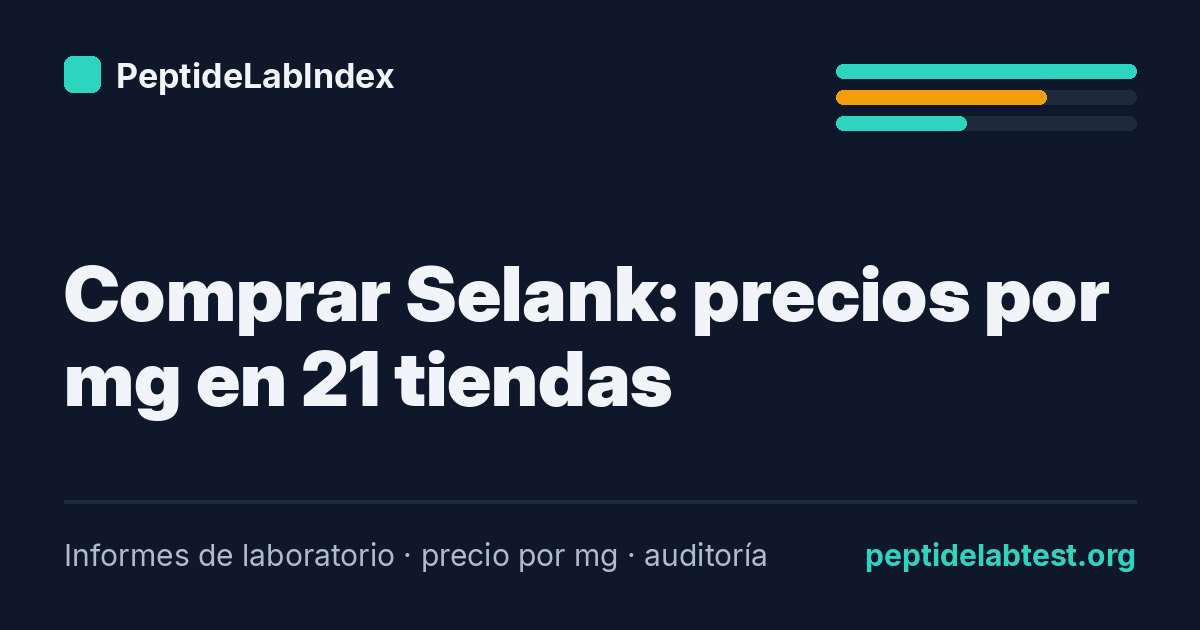 PeptideLabIndex
Comprar Selank: precios por
mg en 21 tiendas
Informes de laboratorio · precio por mg · auditoría
peptidelabtest.org